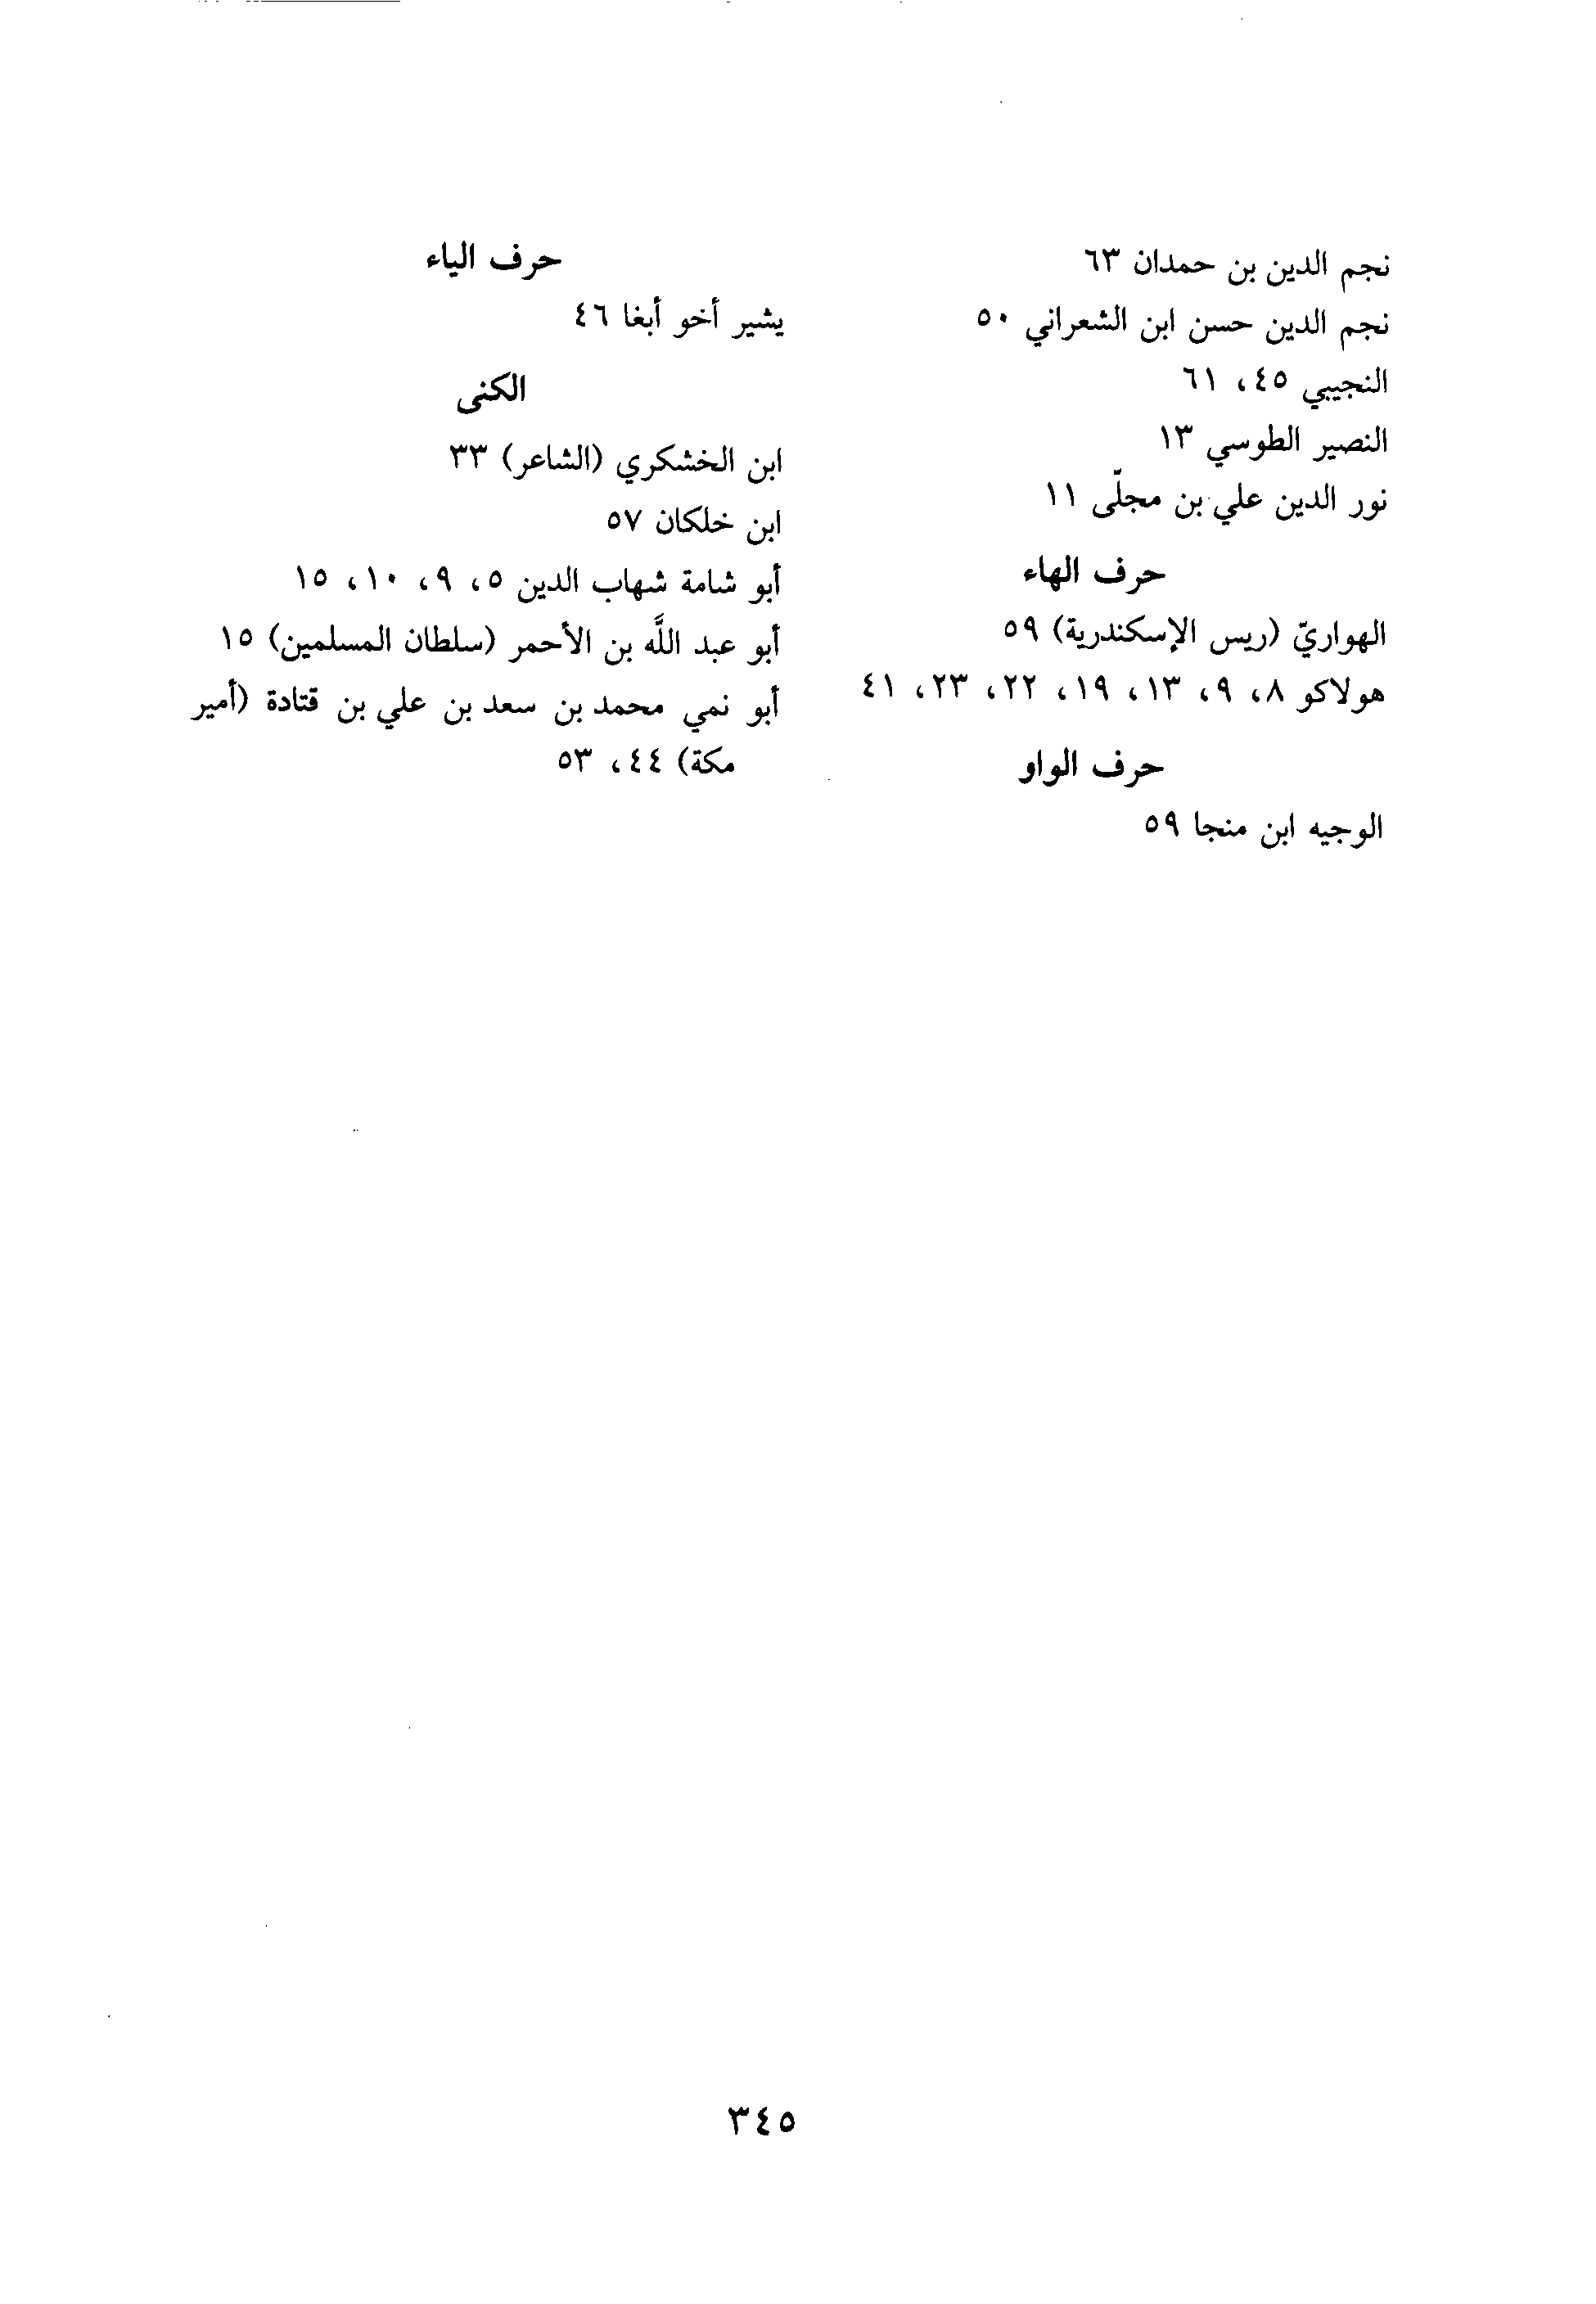 نجم الدين بن حمدان ٦٣
نجم الدين حسن ابن الشعراني ٥٠
النجيبي ٤٥، ٦١
النصير الطوسي ١٣
نور الدين علي بن مجلّى ١١
حرف الهاء
الهواريّ (ريس الإسكندرية) ٥٩
هولاكو ٨، ٩، ١٣، ١٩، ٢٢، ٢٣، ٤١
حرف الواو
الوجيه ابن منجا ٥٩
حرف الياء
يشير أخو أبغا ٤٦
الكنى
ابن الخشكري (الشاعر) ٣٣
ابن خلكان ٥٧
أبو شامة شهاب الدين ٥، ٩، ١٠، ١٥
أبو عبد اللَّه بن الأحمر (سلطان المسلمين) ١٥
أبو نمي محمد بن سعد بن علي بن قتادة (أمير
مكة) ٤٤، ٥٣
٣٤٥